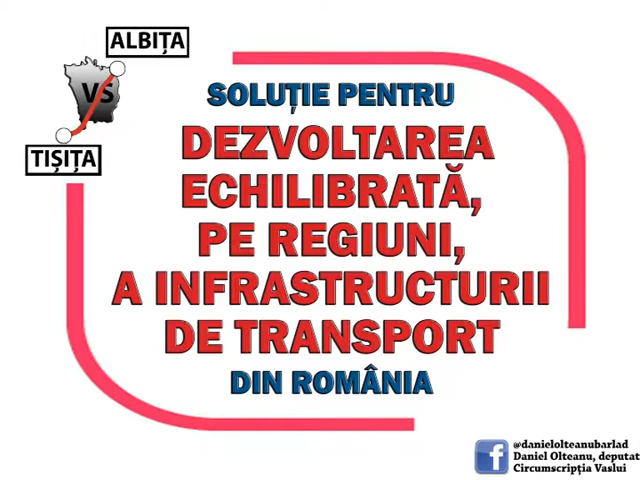 ALBIȚA
VS
TIȘIȚA
SOLUȚIE PENTRU
DEZVOLTAREA
ECHILIBRATĂ,
PE REGIUNI,
A INFRASTRUCTURII
DE TRANSPORT
DIN ROMÂNIA
f
@danielolteanubarlad
Daniel Olteanu, deputat
Circumscripția Vaslui